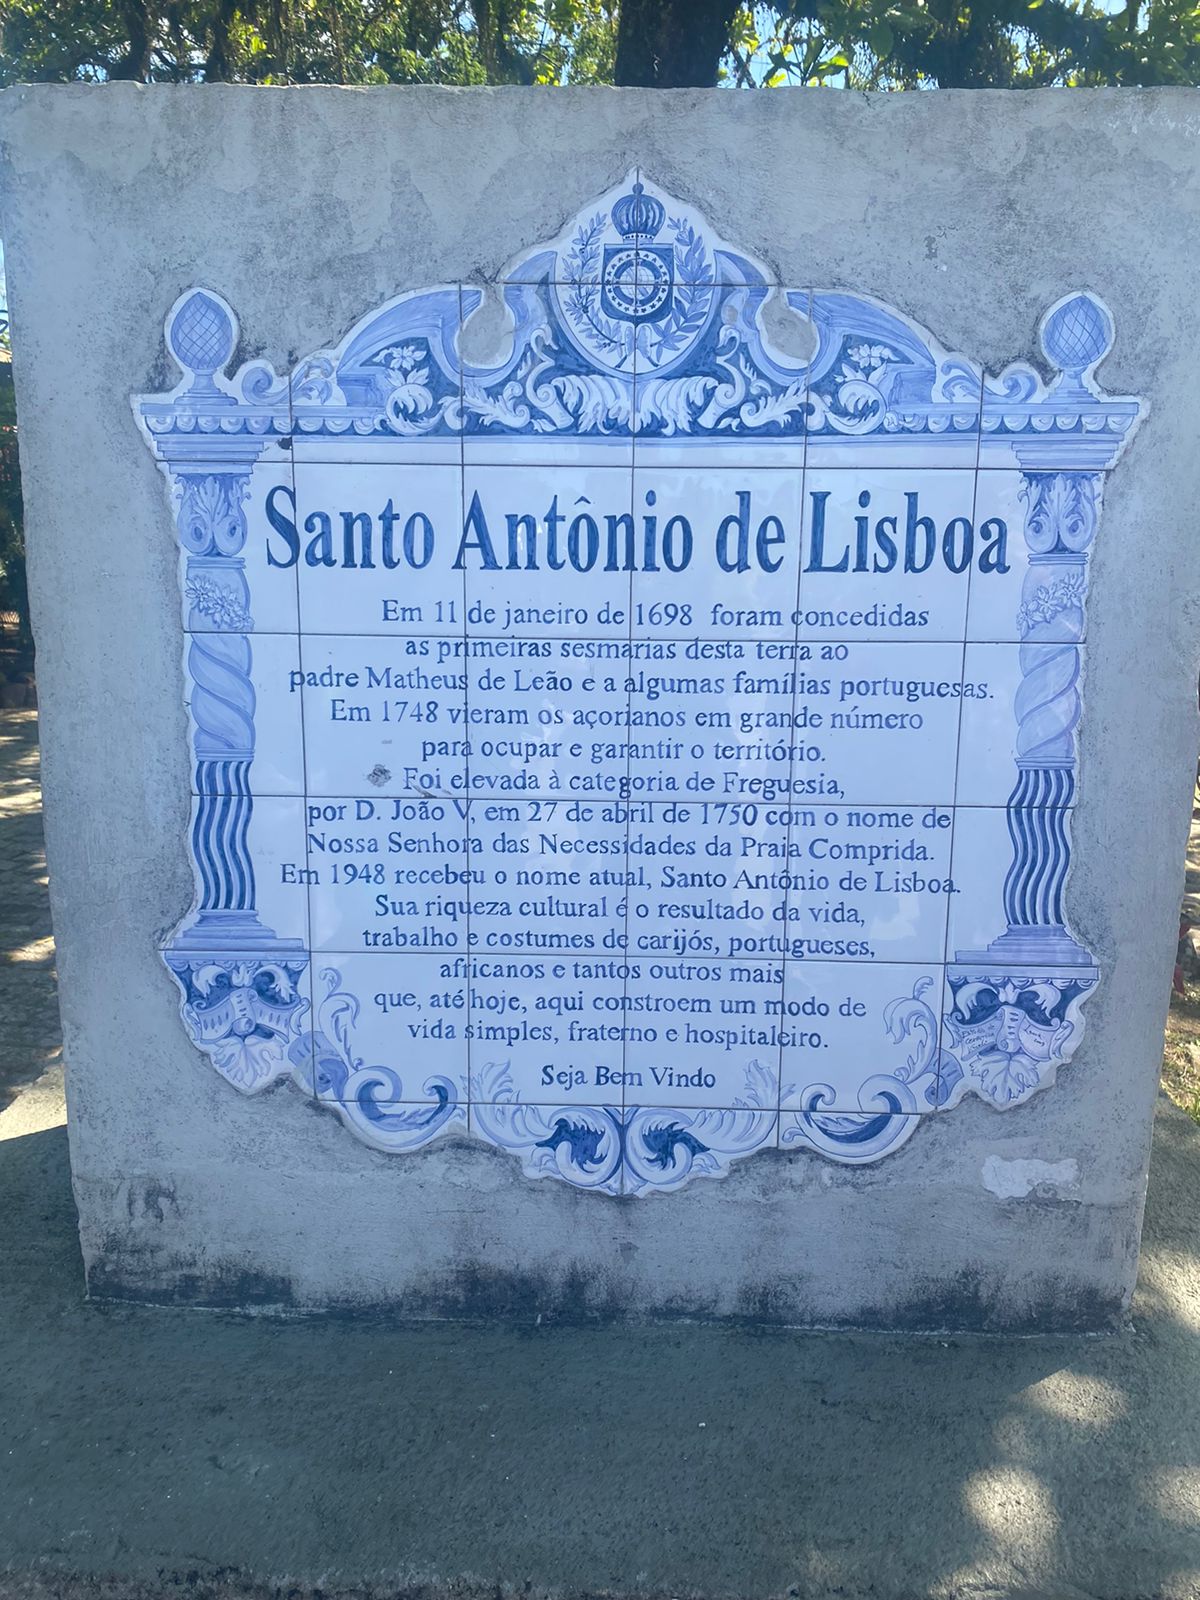 Santo Antônio de Lisboa
Em 11 de janeiro de 1698 foram concedidas
as primeiras sesmarias desta terra ao
padre Matheus de Leão e a algumas famílias portuguesas.
Em 1748 vieram os açorianos em grande número
para ocupar e garantir o território.
Foi elevada à categoria de Freguesia,
por D. João V, em 27 de abril de 1750 com o nome de
Nossa Senhora das Necessidades da Praia Comprida.
Em 1948 recebeu o nome atual, Santo Antônio de Lisboa.
Sua riqueza cultural é o resultado da vida,
trabalho e costumes de carijós, portugueses,
africanos e tantos outros mais
que, até hoje, aqui constroem um modo de
vida simples, fraterno e hospitaleiro.
Seja Bem Vindo